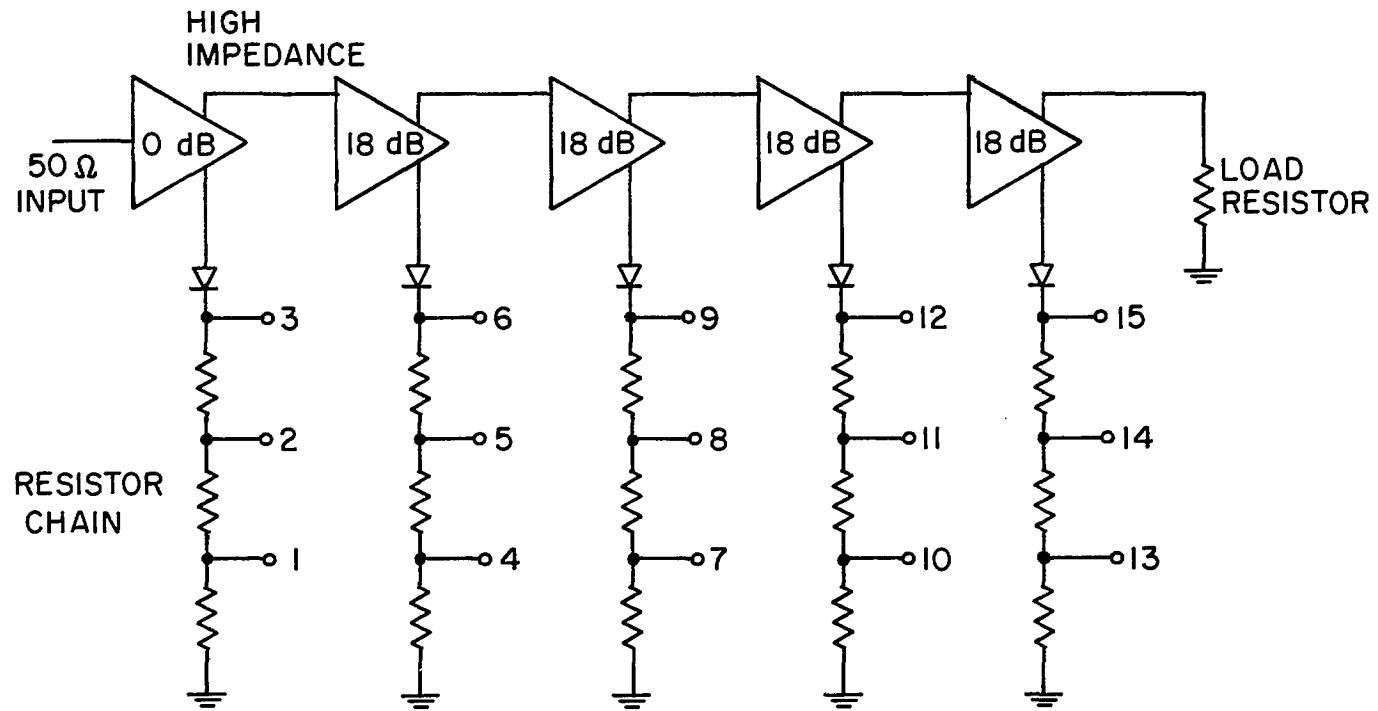 HIGH
IMPEDANCE
0 dB
18 dB
18 dB
18 dB
18 dB
50 Ω
INPUT
LOAD
RESISTOR
3
6
9
12
15
2
5
8
11
14
RESISTOR
CHAIN
1
4
7
10
13